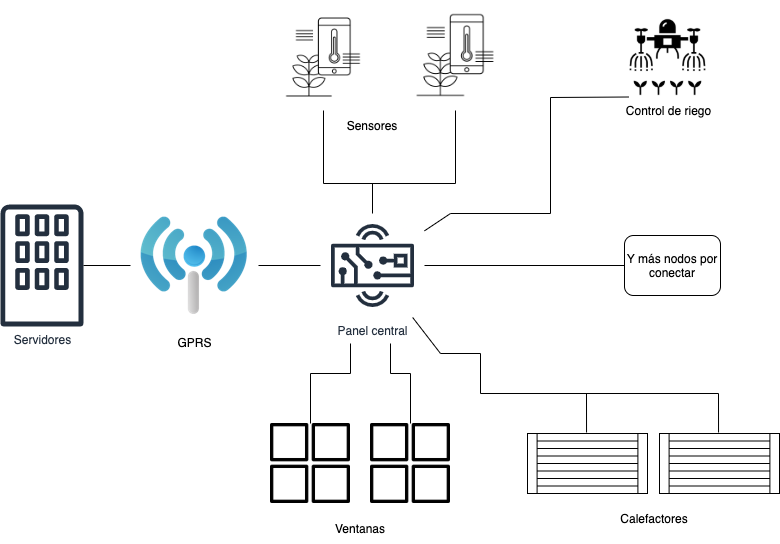 Sensores
Control de riego
Y más nodos por
conectar
Servidores
GPRS
Panel central
Ventanas
Calefactores